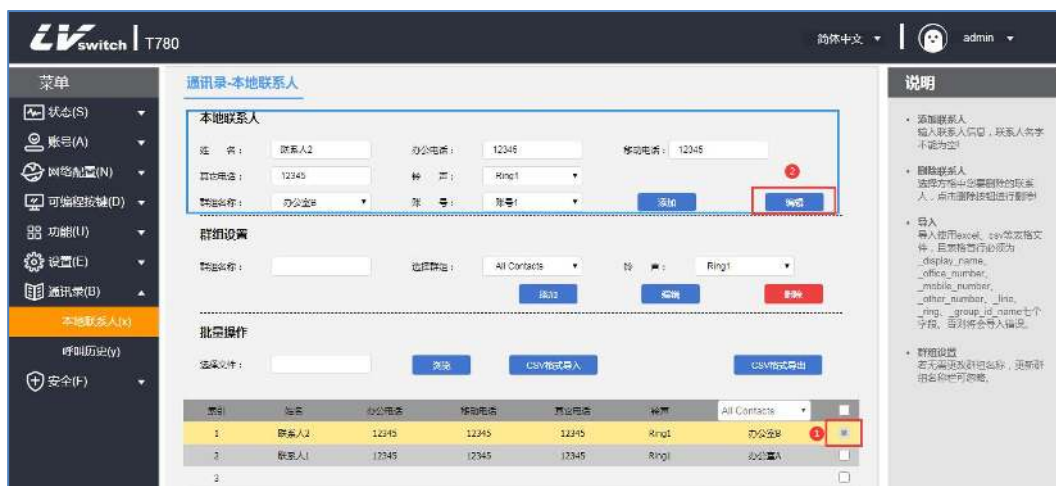 LVswitch T780
简体中文
admin
菜单
状态(S)
账号(A)
网络配置(N)
可编程按键(D)
功能(U)
设置(E)
通讯录(B)
本地联系人(x)
呼叫历史(y)
安全(F)
通讯录-本地联系人
本地联系人
姓 名: 联系人2 办公电话: 12345 移动电话: 12345
其它电话: 12345 铃 声: Ring1
2
群组名称: 办公室B 账 号: 账号1 添加 编辑
群组设置
群组名称: 选择群组: All Contacts 铃 声: Ring1
添加 编辑 删除
批量操作
选择文件: 浏览 CSV格式导入 CSV格式导出
索引 姓名 办公电话 移动电话 其它电话 铃声 All Contacts
1 联系人2 12345 12345 12345 Ring1 办公室B 1
2 联系人1 12345 12345 12345 Ring1 办公室A
3
说明
添加联系人
输入联系人信息,联系人名字
不能为空!
删除联系人
选择方格中您要删除的联系
人,点击删除按钮进行删除!
导入
导入使用excel、csv等表格文
件,且表格首行必须为
_display_name,
_office_number,
_mobile_number,
_other_number, _line,
_ring, _group_id_name七个
字段,否则将会导入错误。
群组设置
若无需更改群组名称,更新群
组名称栏可忽略。